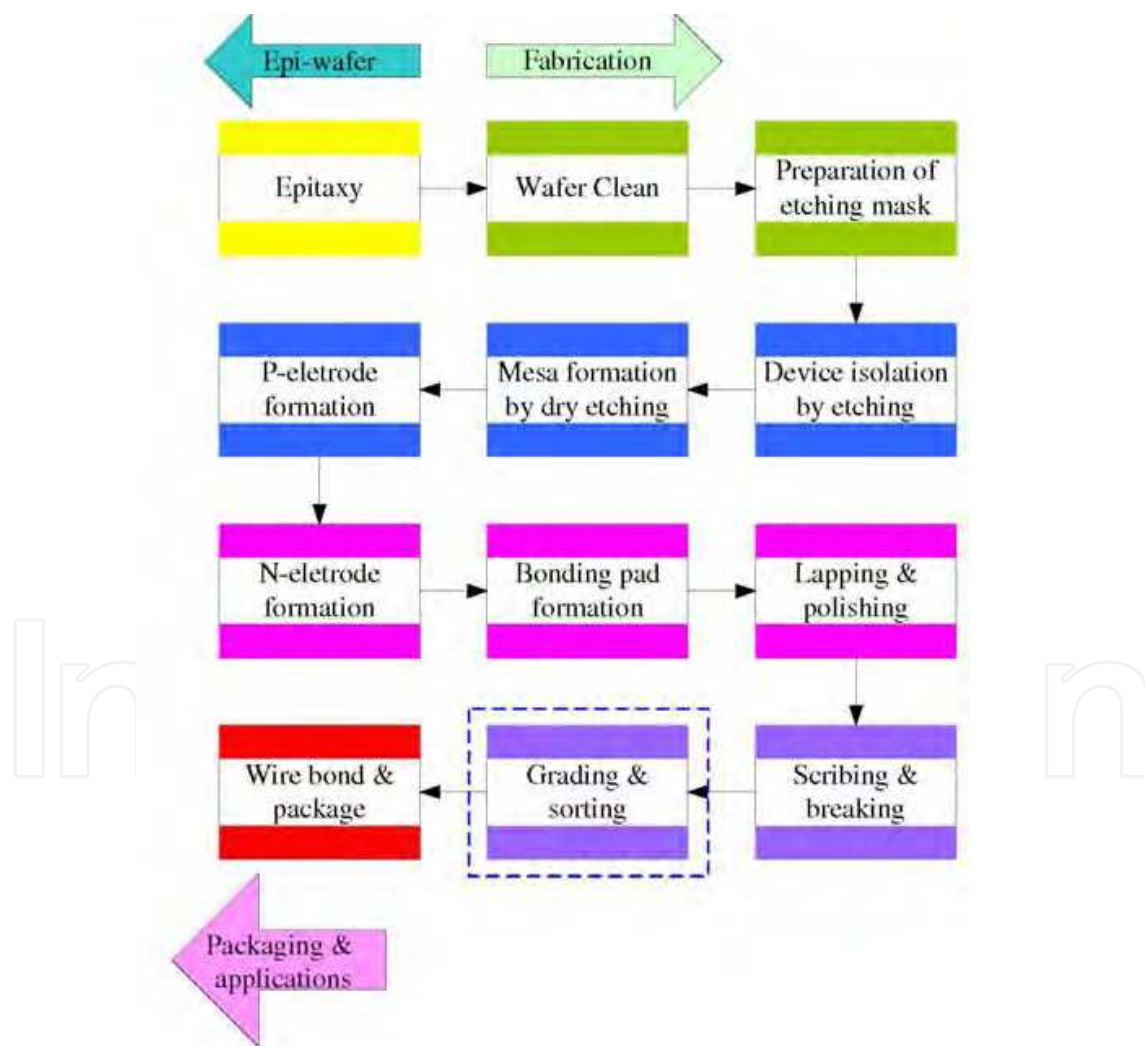 Epi-wafer
Fabrication
Epitaxy
Wafer Clean
Preparation of
etching mask
P-eletrode
formation
Mesa formation
by dry etching
Device isolation
by etching
N-eletrode
formation
Bonding pad
formation
Lapping &
polishing
Wire bond &
package
Grading &
sorting
Scribing &
breaking
Packaging &
applications